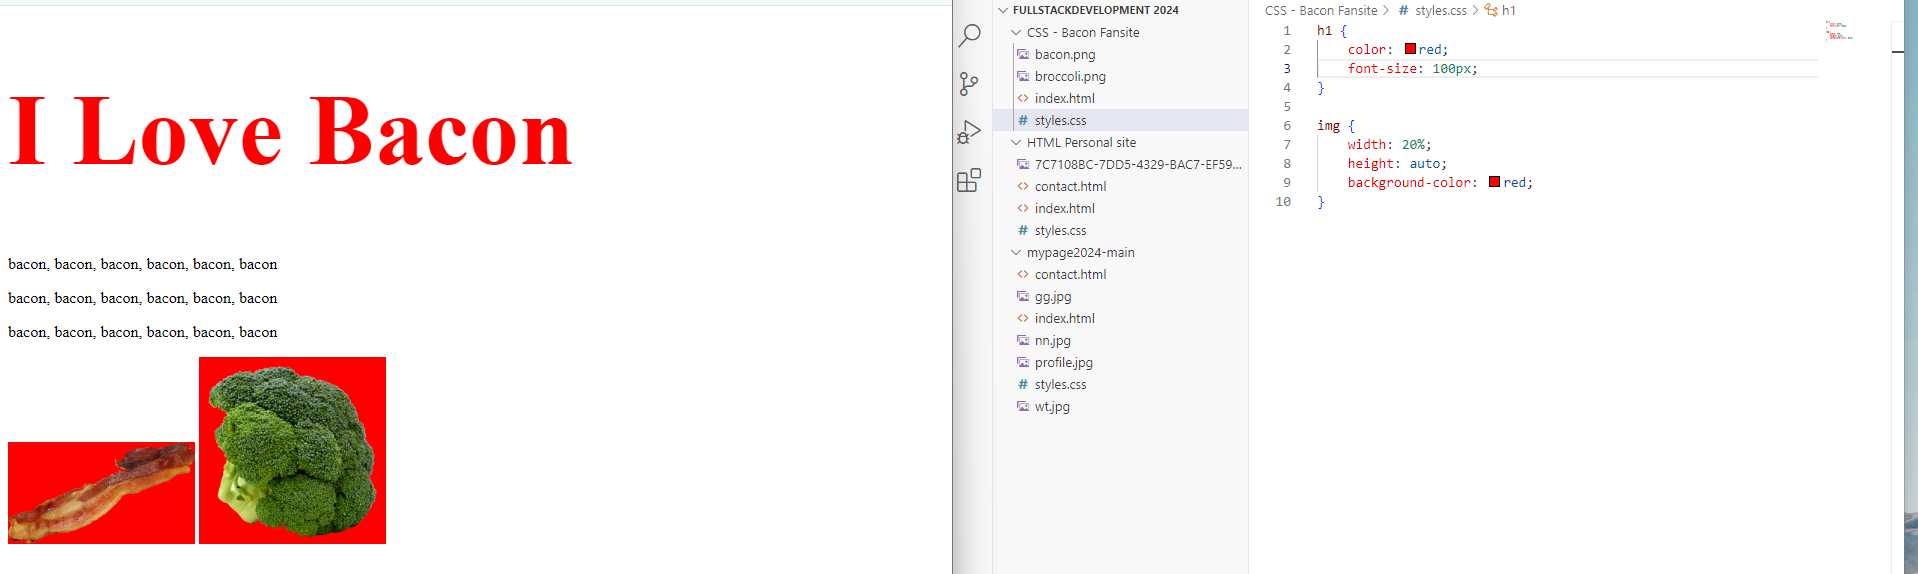 I Love Bacon
bacon, bacon, bacon, bacon, bacon, bacon
bacon, bacon, bacon, bacon, bacon, bacon
bacon, bacon, bacon, bacon, bacon, bacon
FULLSTACKDEVELOPMENT 2024
CSS - Bacon Fansite
bacon.png
broccoli.png
<> index.html
# styles.css
HTML Personal site
7C7108BC-7DD5-4329-BAC7-EF59...
<> contact.html
<> index.html
# styles.css
mypage2024-main
<> contact.html
gg.jpg
<> index.html
nn.jpg
profile.jpg
# styles.css
wt.jpg
CSS - Bacon Fansite > # styles.css > h1
1 h1 {
2 color: red;
3 font-size: 100px;
4 }
5
6 img {
7 width: 20%;
8 height: auto;
9 background-color: red;
10 }